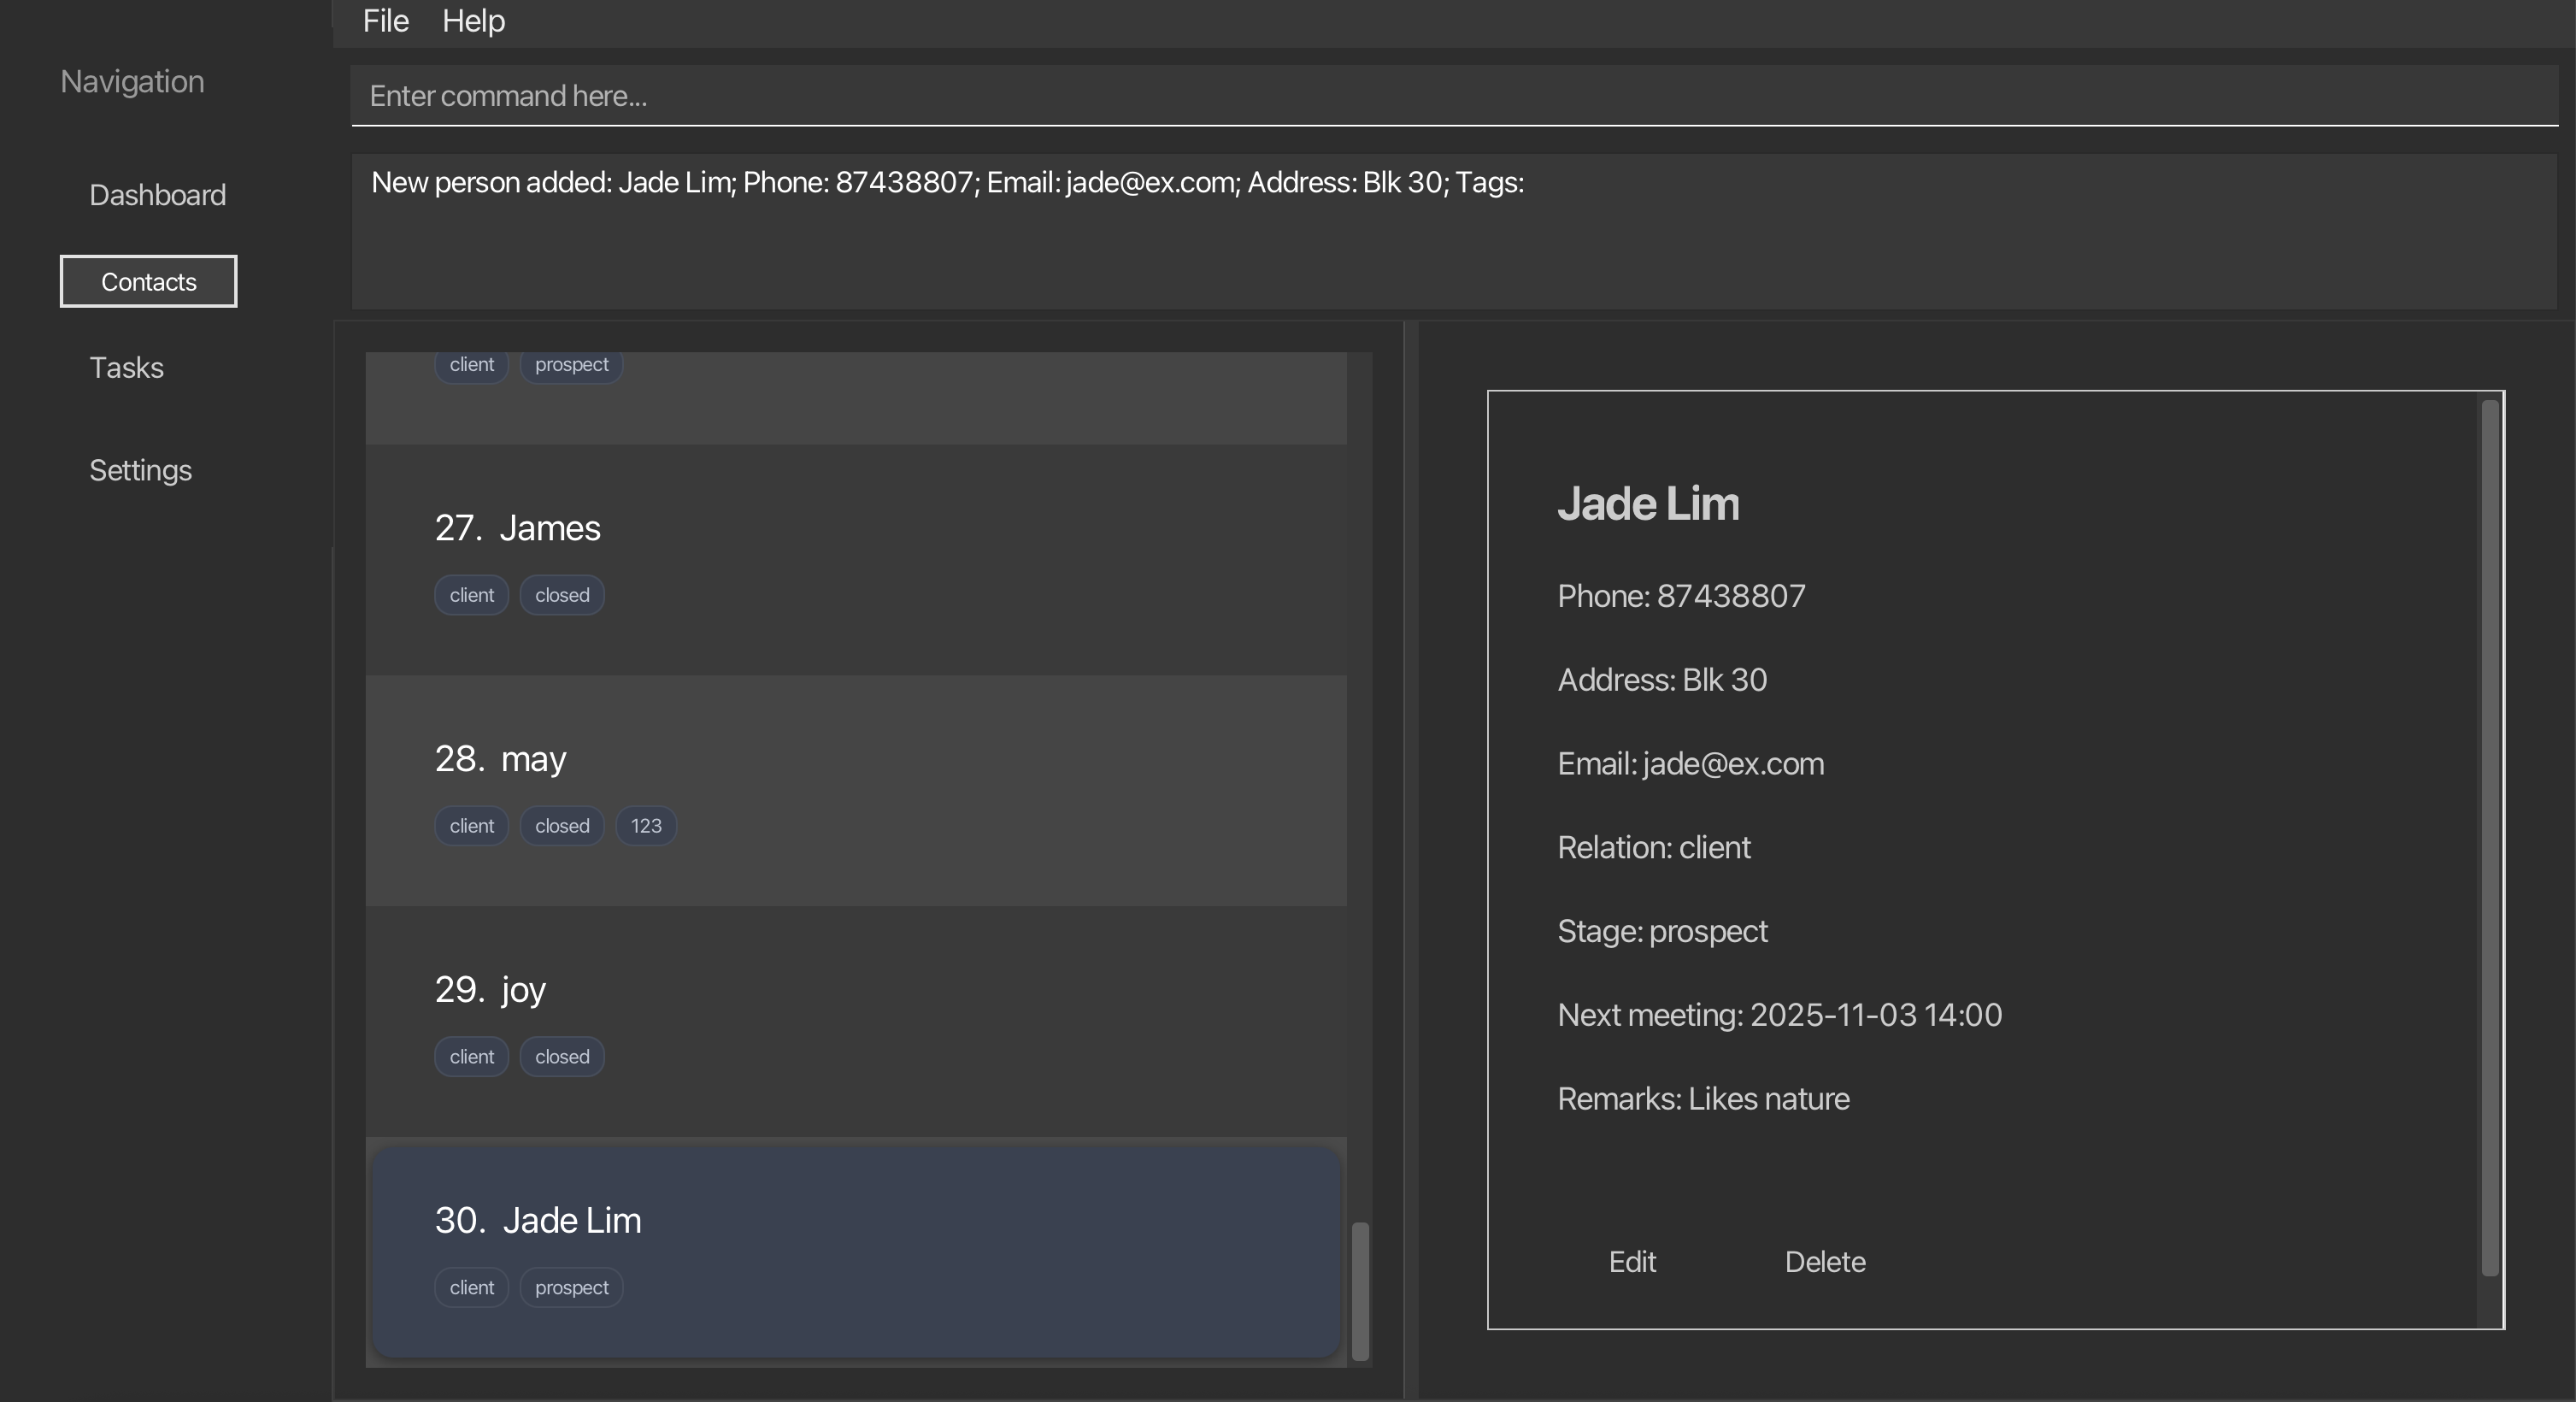 File Help
Navigation
Enter command here...
Dashboard
New person added: Jade Lim; Phone: 87438807; Email: jade@ex.com; Address: Blk 30; Tags:
Contacts
Tasks
Settings
client prospect
27. James
client closed
28. may
client closed 123
29. joy
client closed
30. Jade Lim
client prospect
Jade Lim
Phone: 87438807
Address: Blk 30
Email: jade@ex.com
Relation: client
Stage: prospect
Next meeting: 2025-11-03 14:00
Remarks: Likes nature
Edit Delete